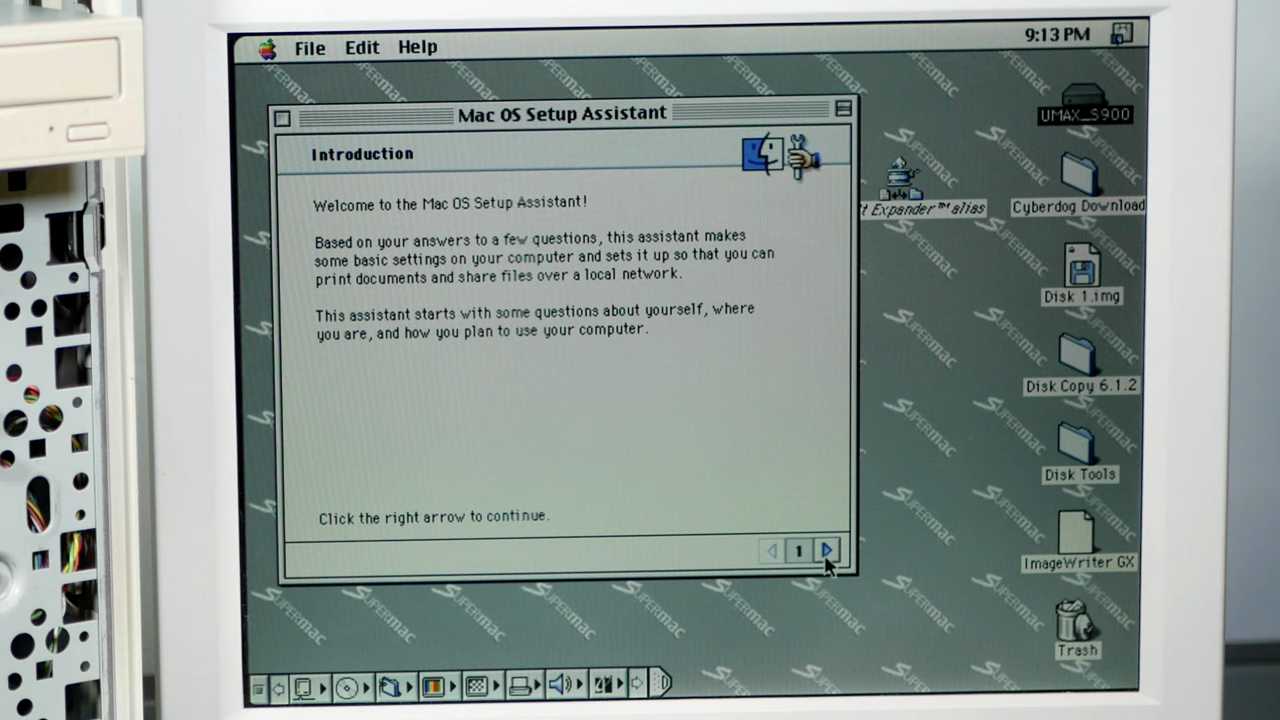 File Edit Help
9:13 PM
Mac OS Setup Assistant
Introduction
Welcome to the Mac OS Setup Assistant!
Based on your answers to a few questions, this assistant makes
some basic settings on your computer and sets it up so that you can
print documents and share files over a local network.
This assistant starts with some questions about yourself, where
you are, and how you plan to use your computer.
Click the right arrow to continue.
1
UMAX_S900
Expander™ alias
Cyberdog Download
Disk 1.img
Disk Copy 6.1.2
Disk Tools
ImageWriter GX
Trash
SUPERmac